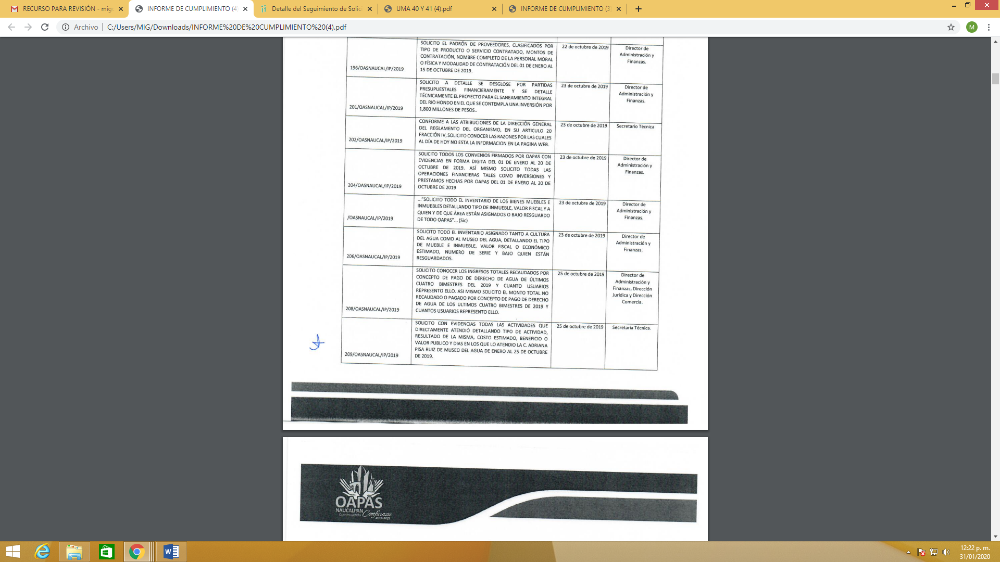 RECURSO PARA REVISIÓN - migc
INFORME DE CUMPLIMIENTO (4
Detalle del Seguimiento de Solici
UMA 40 Y 41 (4).pdf
INFORME DE CUMPLIMIENTO (3
Archivo
C:/Users/MIG/Downloads/INFORME%20DE%20CUMPLIMIENTO%20(4).pdf
M
196/OASNAUCAL/IP/2019
SOLICITO EL PADRÓN DE PROVEEDORES, CLASIFICADOS POR
TIPO DE PRODUCTO O SERVICIO CONTRATADO, MONTOS DE
CONTRATACIÓN, NOMBRE COMPLETO DE LA PERSONAL MORAL
O FÍSICA Y MODALIDAD DE CONTRATACIÓN DEL 01 DE ENERO AL
15 DE OCTUBRE DE 2019.
22 de octubre de 2019
Director de
Administración y
Finanzas.
201/OASNAUCAL/IP/2019
SOLICITO A DETALLE SE DESGLOSE POR PARTIDAS
PRESUPUESTALES FINANCIERAMENTE Y SE DETALLE
TÉCNICAMENTE EL PROYECTO PARA EL SANEAMIENTO INTEGRAL
DEL RIO HONDO EN EL QUE SE CONTEMPLA UNA INVERSIÓN POR
1,800 MILLONES DE PESOS..
23 de octubre de 2019
Director de
Administración y
Finanzas.
202/OASNAUCAL/IP/2019
CONFORME A LAS ATRIBUCIONES DE LA DIRECCIÓN GENERAL
DEL REGLAMENTO DEL ORGANISMO, EN SU ARTICULO 20
FRACCIÓN IV, SOLICITO CONOCER LAS RAZONES POR LAS CUALES
AL DÍA DE HOY NO ESTA LA INFORMACION EN LA PAGINA WEB.
23 de octubre de 2019
Secretario Técnica
204/OASNAUCAL/IP/2019
SOLICITO TODOS LOS CONVENIOS FIRMADOS POR OAPAS CON
EVIDENCIAS EN FORMA DIGITA DEL 01 DE ENERO AL 20 DE
OCTUBRE DE 2019. ASÍ MISMO SOLICITO TODAS LAS
OPERACIONES FINANCIERAS TALES COMO INVERSIONES Y
PRESTAMOS HECHAS POR OAPAS DEL 01 DE ENERO AL 20 DE
OCTUBRE DE 2019
23 de octubre de 2019
Director de
Administración y
Finanzas.
/OASNAUCAL/IP/2019
..."SOLICITO TODO EL INVENTARIO DE LOS BIENES MUEBLES E
INMUEBLES DETALLANDO TIPO DE INMUEBLE, VALOR FISCAL Y A
QUIEN Y DE QUE ÁREA ESTÁN ASIGNADOS O BAJO RESGUARDO
DE TODO OAPAS"... (Sic)
23 de octubre de 2019
Director de
Administración y
Finanzas.
206/OASNAUCAL/IP/2019
SOLICITO TODO EL INVENTARIO ASIGNADO TANTO A CULTURA
DEL AGUA COMO AL MUSEO DEL AGUA, DETALLANDO EL TIPO
DE MUEBLE E INMUEBLE, VALOR FISCAL O ECONÓMICO
ESTIMADO, NUMERO DE SERIE Y BAJO QUIEN ESTÁN
RESGUARDADOS.
23 de octubre de 2019
Director de
Administración y
Finanzas.
208/OASNAUCAL/IP/2019
SOLICITO CONOCER LOS INGRESOS TOTALES RECAUDADOS POR
CONCEPTO DE PAGO DE DERECHO DE AGUA DE ÚLTIMOS
CUATRO BIMESTRES DEL 2019 Y CUANTO USUARIOS
REPRESENTO ELLO. ASI MISMO SOLICITO EL MONTO TOTAL NO
RECAUDADO O PAGADO POR CONCEPTO DE PAGO DE DERECHO
DE AGUA DE LOS ULTIMOS CUATRO BIMESTRES DE 2019 Y
CUANTOS USUARIOS REPRESENTO ELLO.
25 de octubre de 2019
Director de
Administración y
Finanzas, Dirección
Jurídica y Dirección
Comercia.
209/OASNAUCAL/IP/2019
SOLICITO CON EVIDENCIAS TODAS LAS ACTIVIDADES QUE
DIRECTAMENTE ATENDIÓ DETALLANDO TIPO DE ACTIVIDAD,
RESULTADO DE LA MISMA, COSTO ESTIMADO, BENEFICIO O
VALOR PUBLICO Y DIAS EN LOS QUE LO ATENDIO LA C. ADRIANA
PISA RUIZ DE MUSEO DEL AGUA DE ENERO AL 25 DE OCTUBRE
DE 2019.
25 de octubre de 2019
Secretaria Técnica.
OAPAS
NAUCALPAN
Construyendo Confianza
2019-2021
12:22 p. m.
31/01/2020